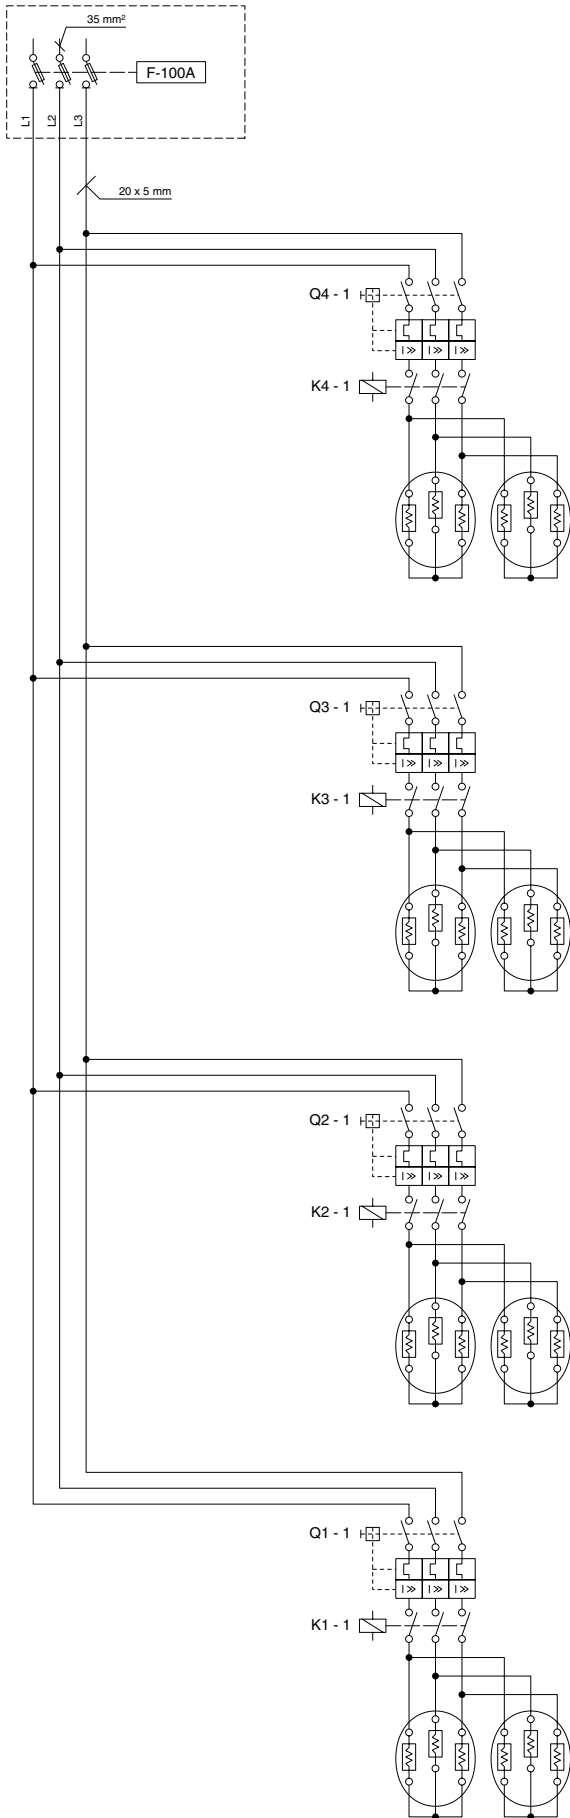 35 mm²
F-100A
L1
L2
L3
20 x 5 mm
Q4 - 1
I >>
I >>
I >>
K4 - 1
Q3 - 1
I >>
I >>
I >>
K3 - 1
Q2 - 1
I >>
I >>
I >>
K2 - 1
Q1 - 1
I >>
I >>
I >>
K1 - 1